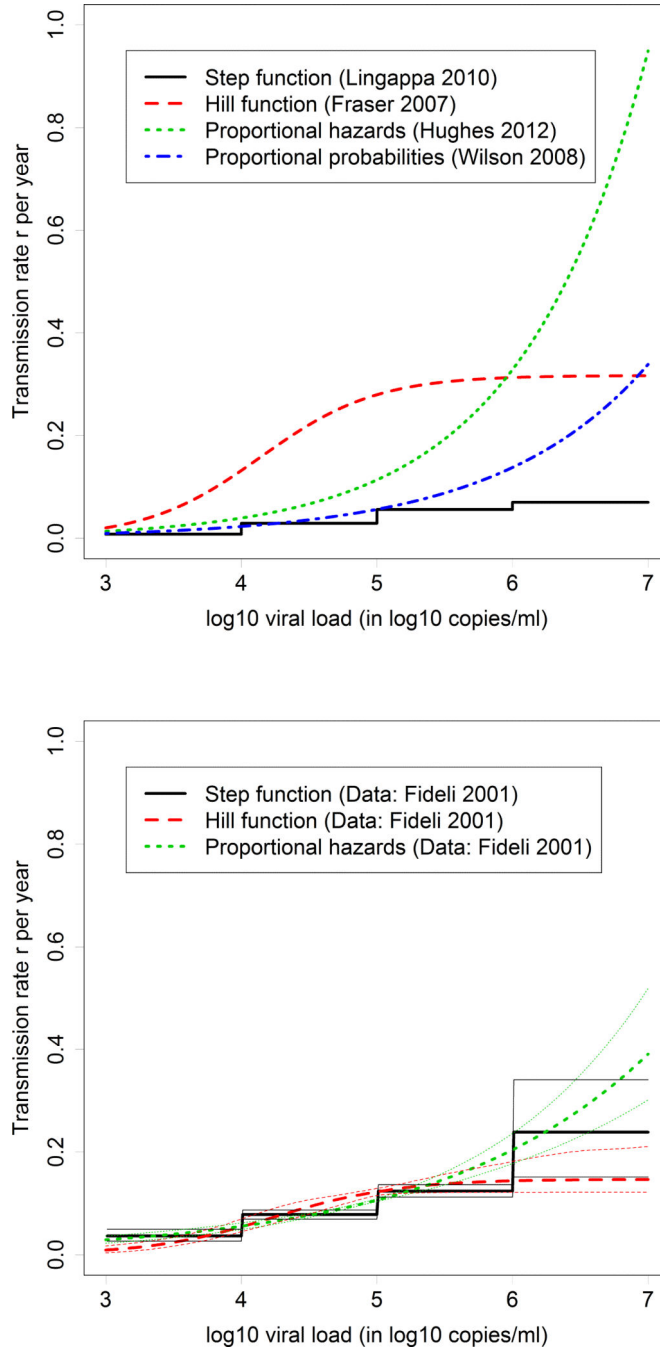 1.0
0.8
0.6
0.4
0.2
0.0
Transmission rate r per year
Step function (Lingappa 2010)
Hill function (Fraser 2007)
Proportional hazards (Hughes 2012)
Proportional probabilities (Wilson 2008)
3 4 5 6 7
log10 viral load (in log10 copies/ml)
1.0
0.8
0.6
0.4
0.2
0.0
Transmission rate r per year
Step function (Data: Fideli 2001)
Hill function (Data: Fideli 2001)
Proportional hazards (Data: Fideli 2001)
3 4 5 6 7
log10 viral load (in log10 copies/ml)